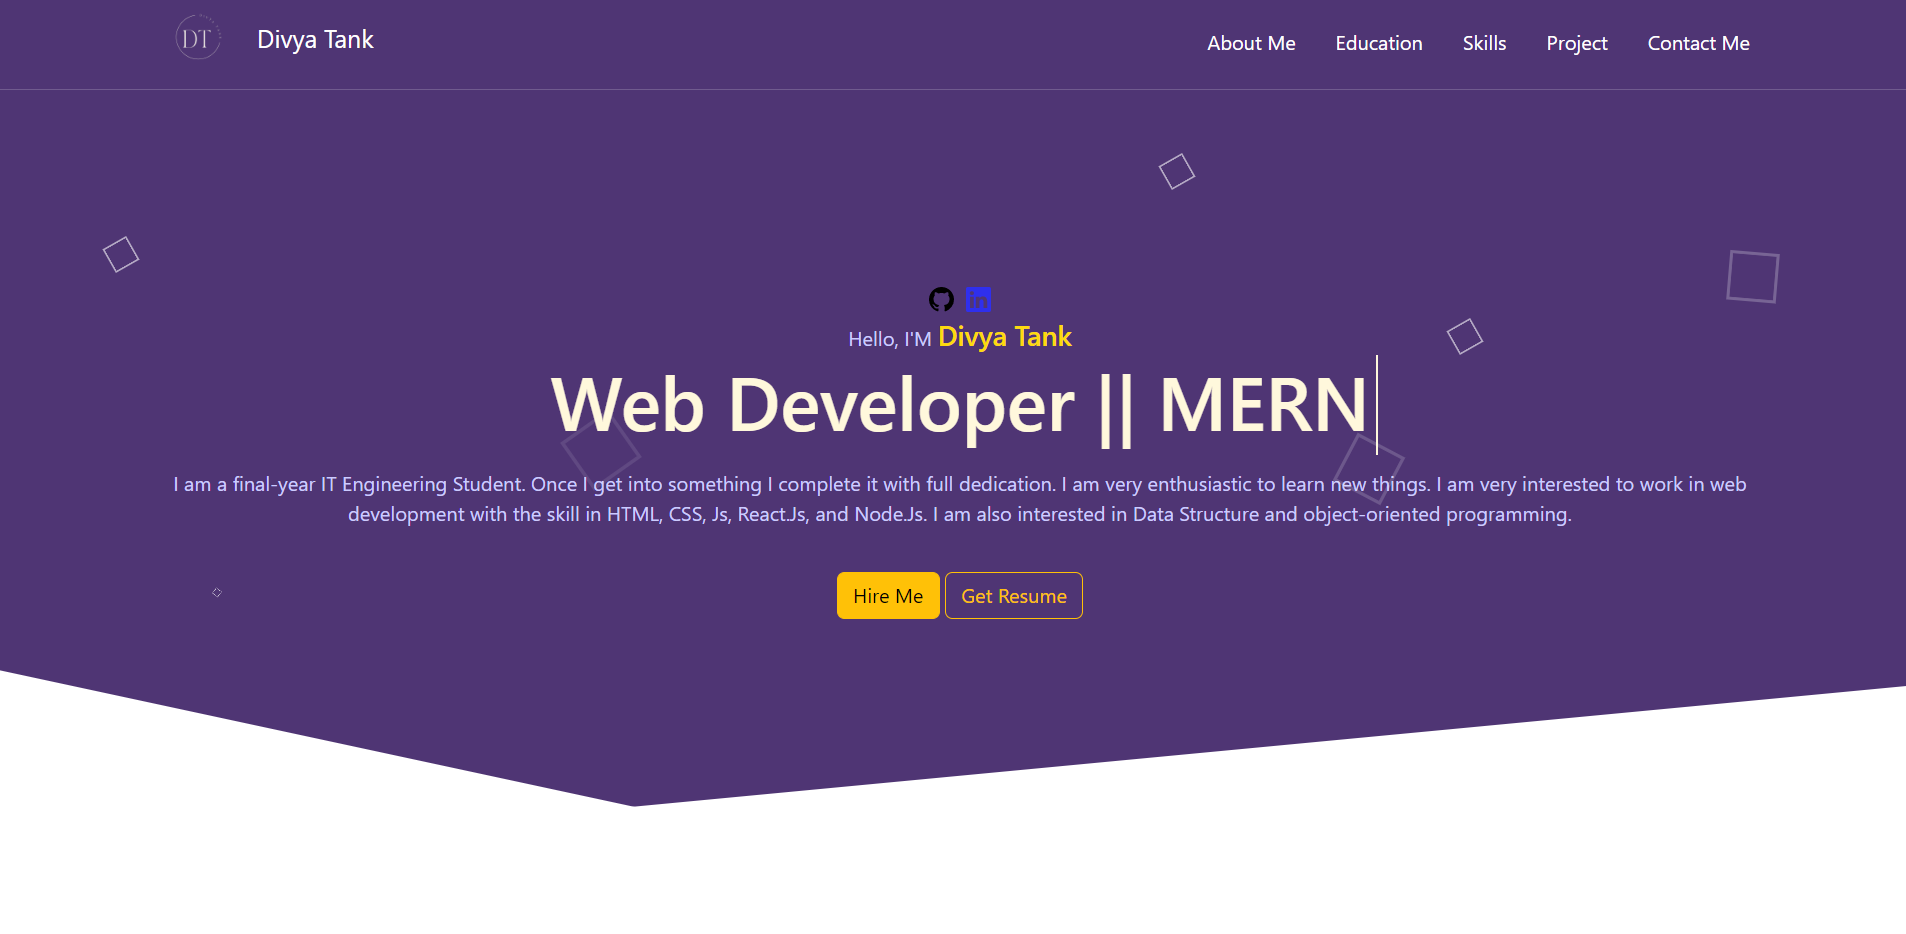 DT
Divya Tank
About Me
Education
Skills
Project
Contact Me
in
Hello, I'M Divya Tank
Web Developer || MERN
I am a final-year IT Engineering Student. Once I get into something I complete it with full dedication. I am very enthusiastic to learn new things. I am very interested to work in web
development with the skill in HTML, CSS, Js, React.Js, and Node.Js. I am also interested in Data Structure and object-oriented programming.
Hire Me
Get Resume